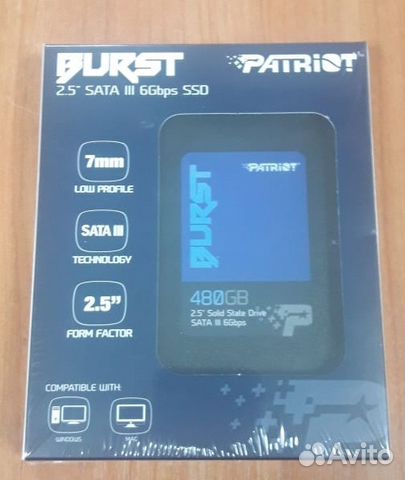 BURST
PATRIOT
2.5" SATA III 6Gbps SSD
7mm
LOW PROFILE
SATA III
TECHNOLOGY
2.5”
FORM FACTOR
PATRIOT
BURST
480GB
2.5" Solid State Drive
SATA III 6Gbps
COMPATIBLE WITH:
WINDOWS
MAC
Avito